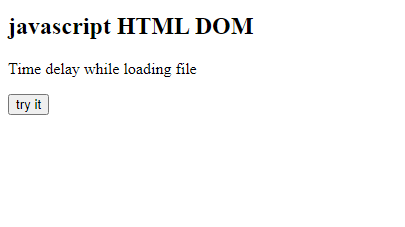 javascript HTML DOM
Time delay while loading file
try it